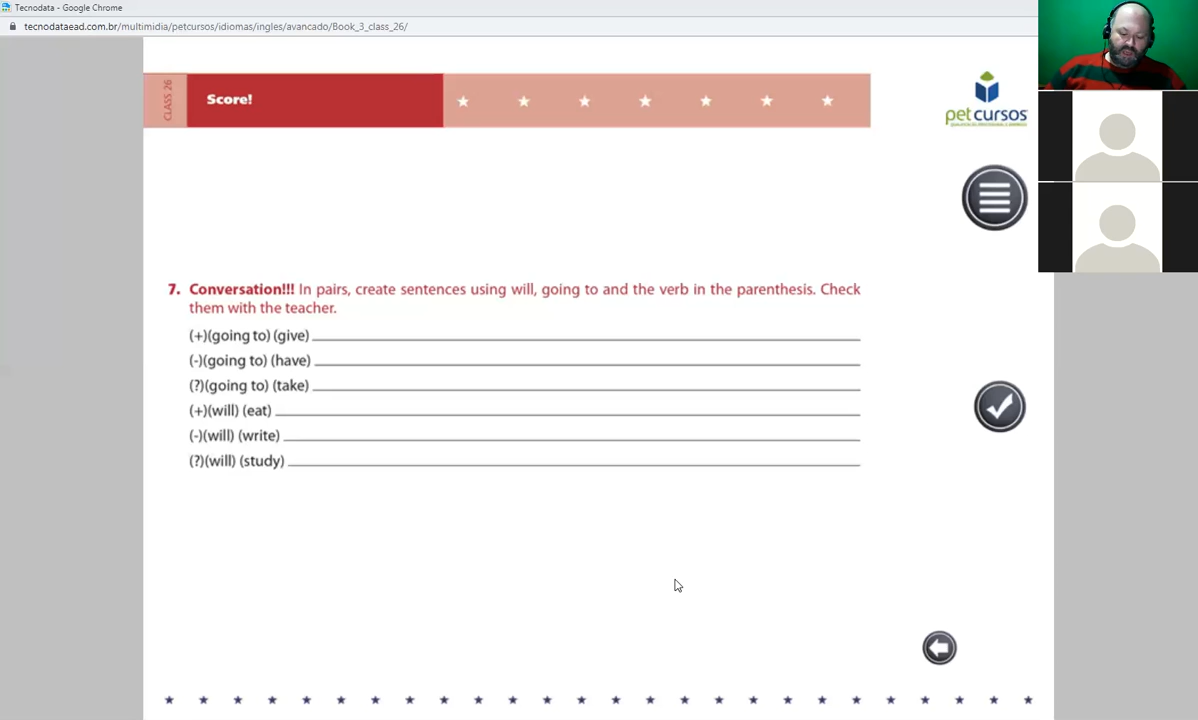 Tecnodata - Google Chrome
tecnodataead.com.br/multimidia/petcursos/idiomas/ingles/avancado/Book_3_class_26/
CLASS 26
Score!
petcursos
7. Conversation!!! In pairs, create sentences using will, going to and the verb in the parenthesis. Check
them with the teacher.
(+)(going to) (give)
(-)(going to) (have)
(?)(going to) (take)
(+)(will) (eat)
(-)(will) (write)
(?)(will) (study)